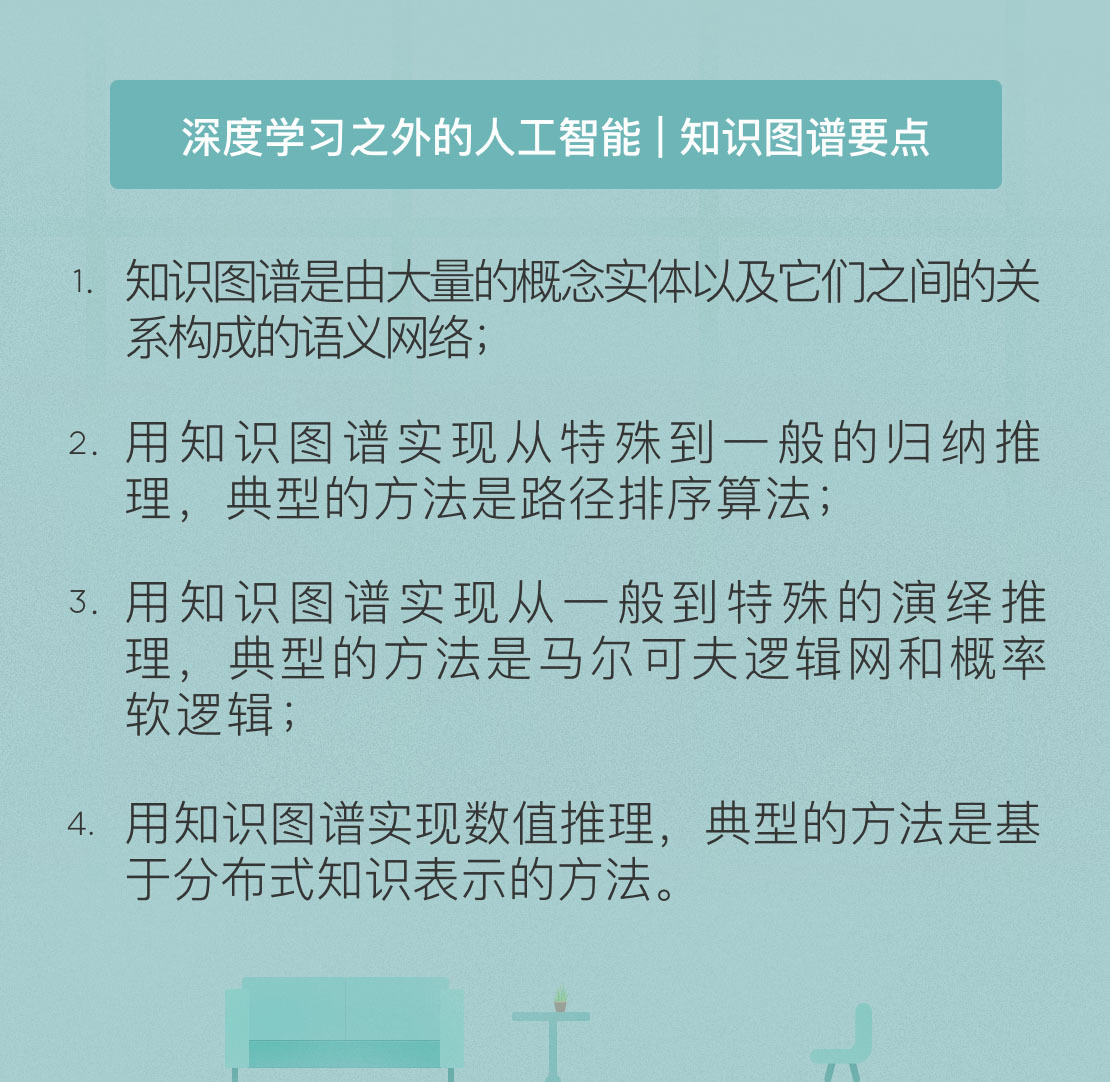 深度学习之外的人工智能 | 知识图谱要点
1. 知识图谱是由大量的概念实体以及它们之间的关
系构成的语义网络；
2. 用知识图谱实现从特殊到一般的归纳推
理，典型的方法是路径排序算法；
3. 用知识图谱实现从一般到特殊的演绎推
理，典型的方法是马尔可夫逻辑网和概率
软逻辑；
4. 用知识图谱实现数值推理，典型的方法是基
于分布式知识表示的方法。